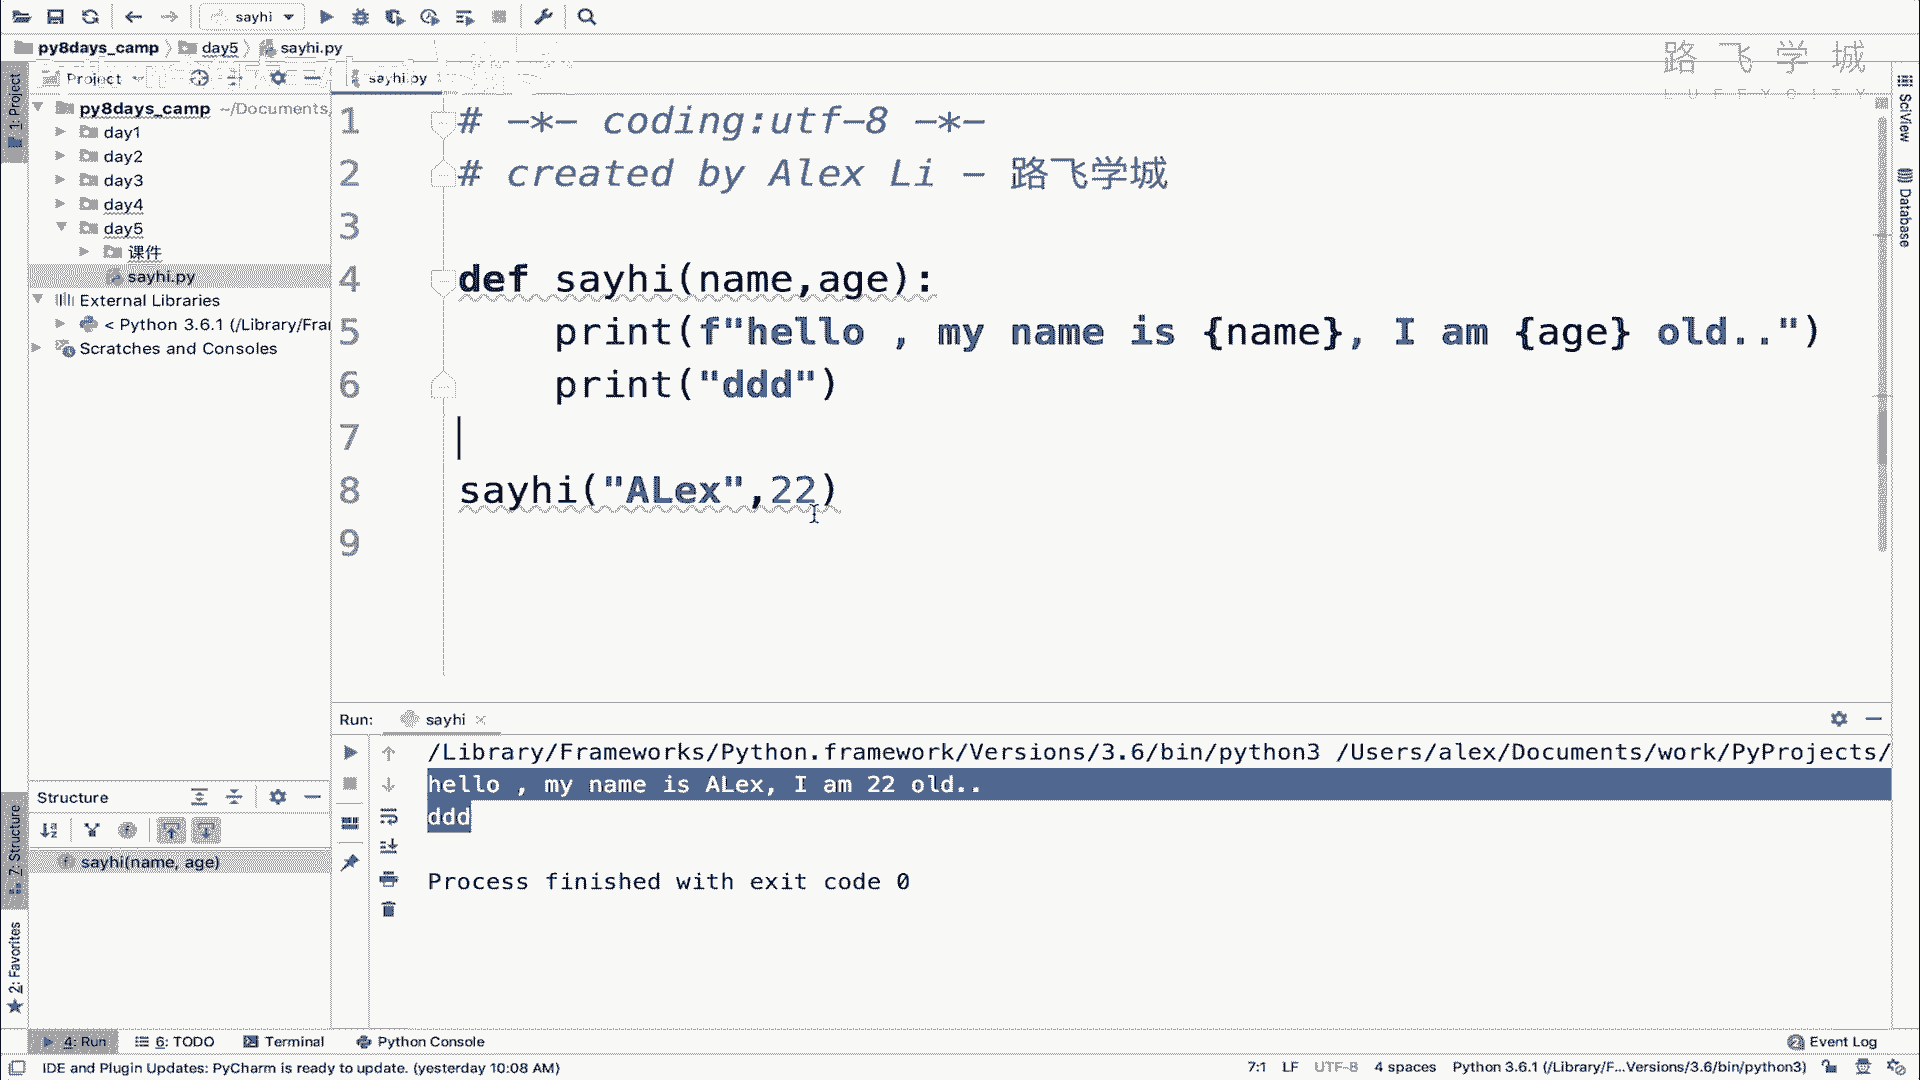 sayhi
py8days_camp day5 sayhi.py
路飞学城
LUFFYCITY
1: Project
Project
sayhi.py
SciView
Database
py8days_camp ~/Documents,
day1
day2
day3
day4
day5
课件
sayhi.py
External Libraries
< Python 3.6.1 (/Library/Fra
Scratches and Consoles
1 # -*- coding:utf-8 -*-
2 # created by Alex Li - 路飞学城
3
4 def sayhi(name,age):
5 print(f"hello , my name is {name}, I am {age} old..")
6 print("ddd")
7
8 sayhi("ALex",22)
9
Run: sayhi
/Library/Frameworks/Python.framework/Versions/3.6/bin/python3 /Users/alex/Documents/work/PyProjects/
hello , my name is ALex, I am 22 old..
ddd
Process finished with exit code 0
7: Structure
Structure
sayhi(name, age)
2: Favorites
4: Run 6: TODO Terminal Python Console 2 Event Log
IDE and Plugin Updates: PyCharm is ready to update. (yesterday 10:08 AM) 7:1 LF UTF-8 4 spaces Python 3.6.1 (/Library/F...Versions/3.6/bin/python3)